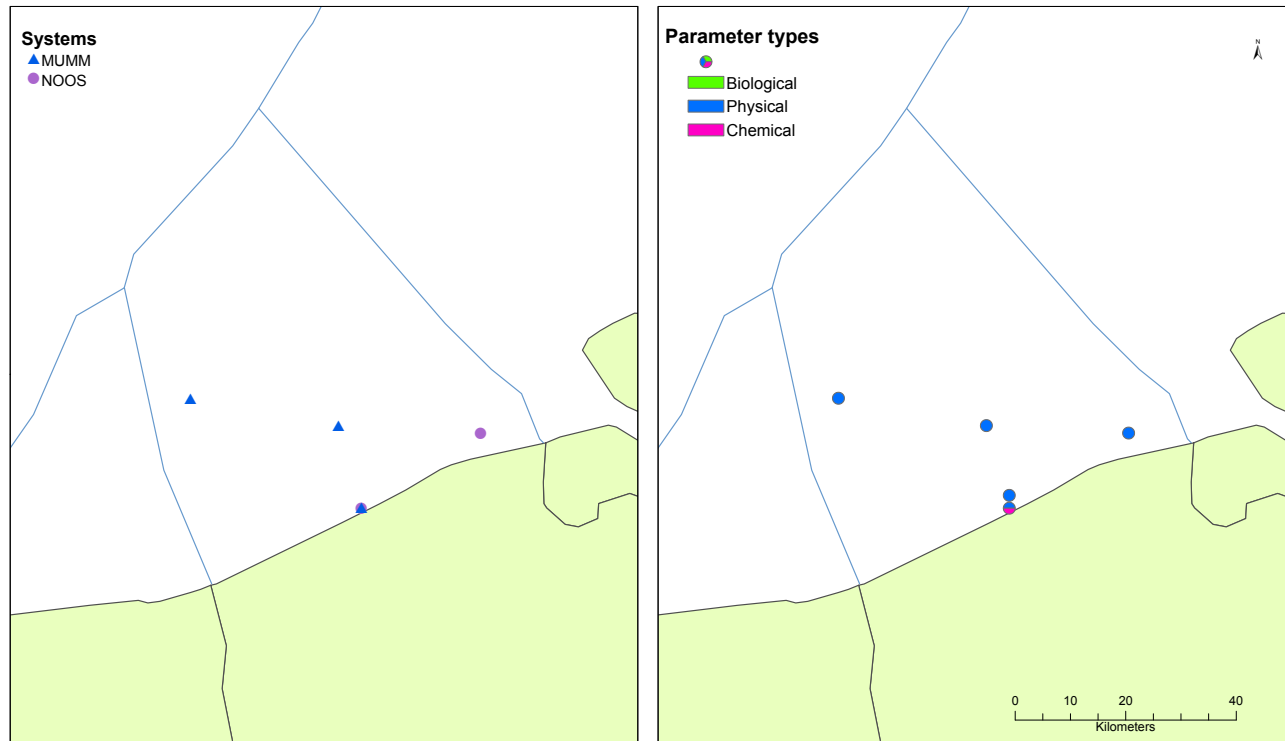 Systems
MUMM
NOOS
Parameter types
N
Biological
Physical
Chemical
0 10 20 40
Kilometers